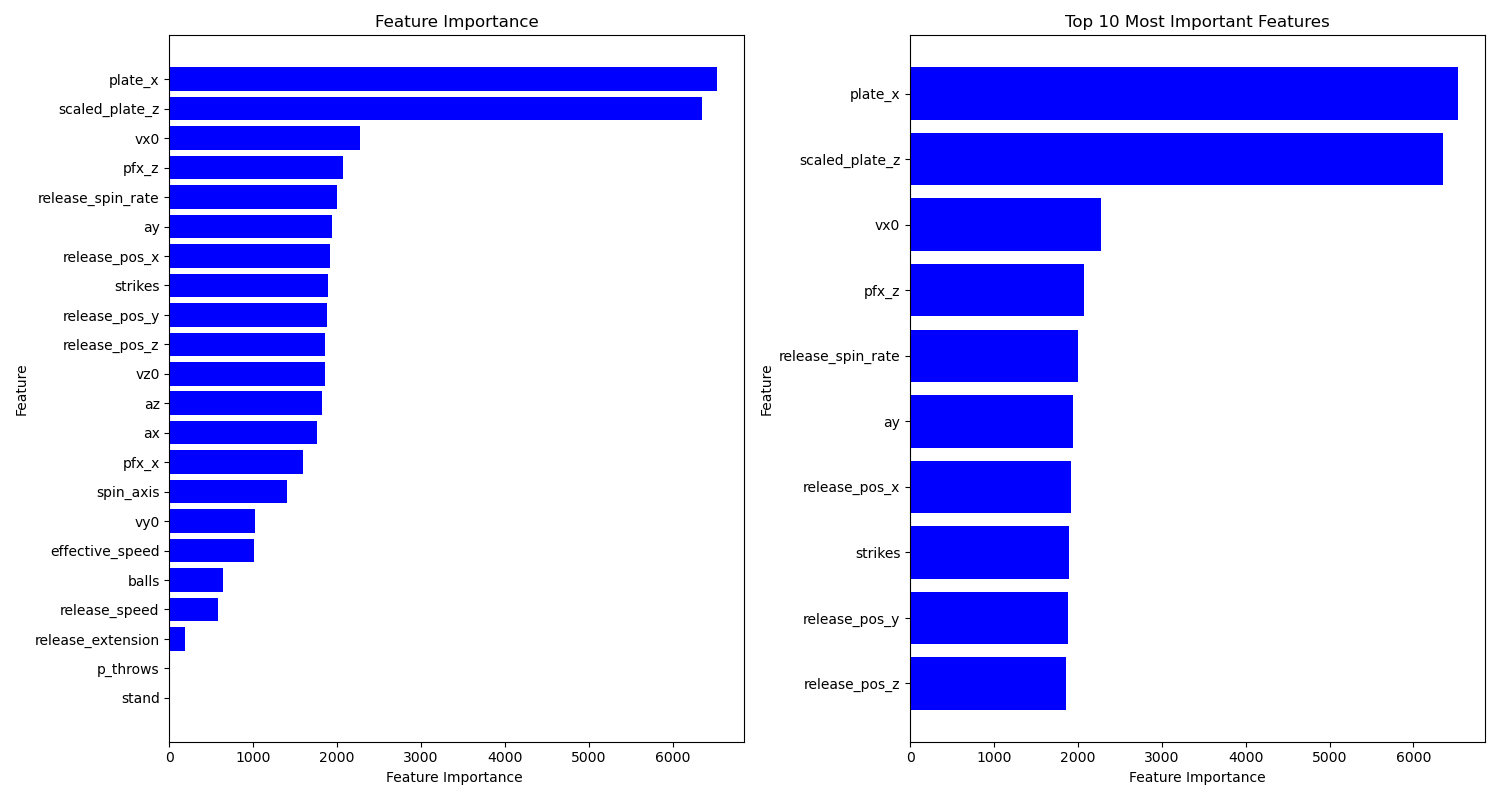 Feature Importance
plate_x
scaled_plate_z
vx0
pfx_z
release_spin_rate
ay
release_pos_x
strikes
release_pos_y
release_pos_z
vz0
az
ax
pfx_x
spin_axis
vy0
effective_speed
balls
release_speed
release_extension
p_throws
stand
Feature
0 1000 2000 3000 4000 5000 6000
Feature Importance
Top 10 Most Important Features
plate_x
scaled_plate_z
vx0
pfx_z
release_spin_rate
ay
release_pos_x
strikes
release_pos_y
release_pos_z
Feature
0 1000 2000 3000 4000 5000 6000
Feature Importance